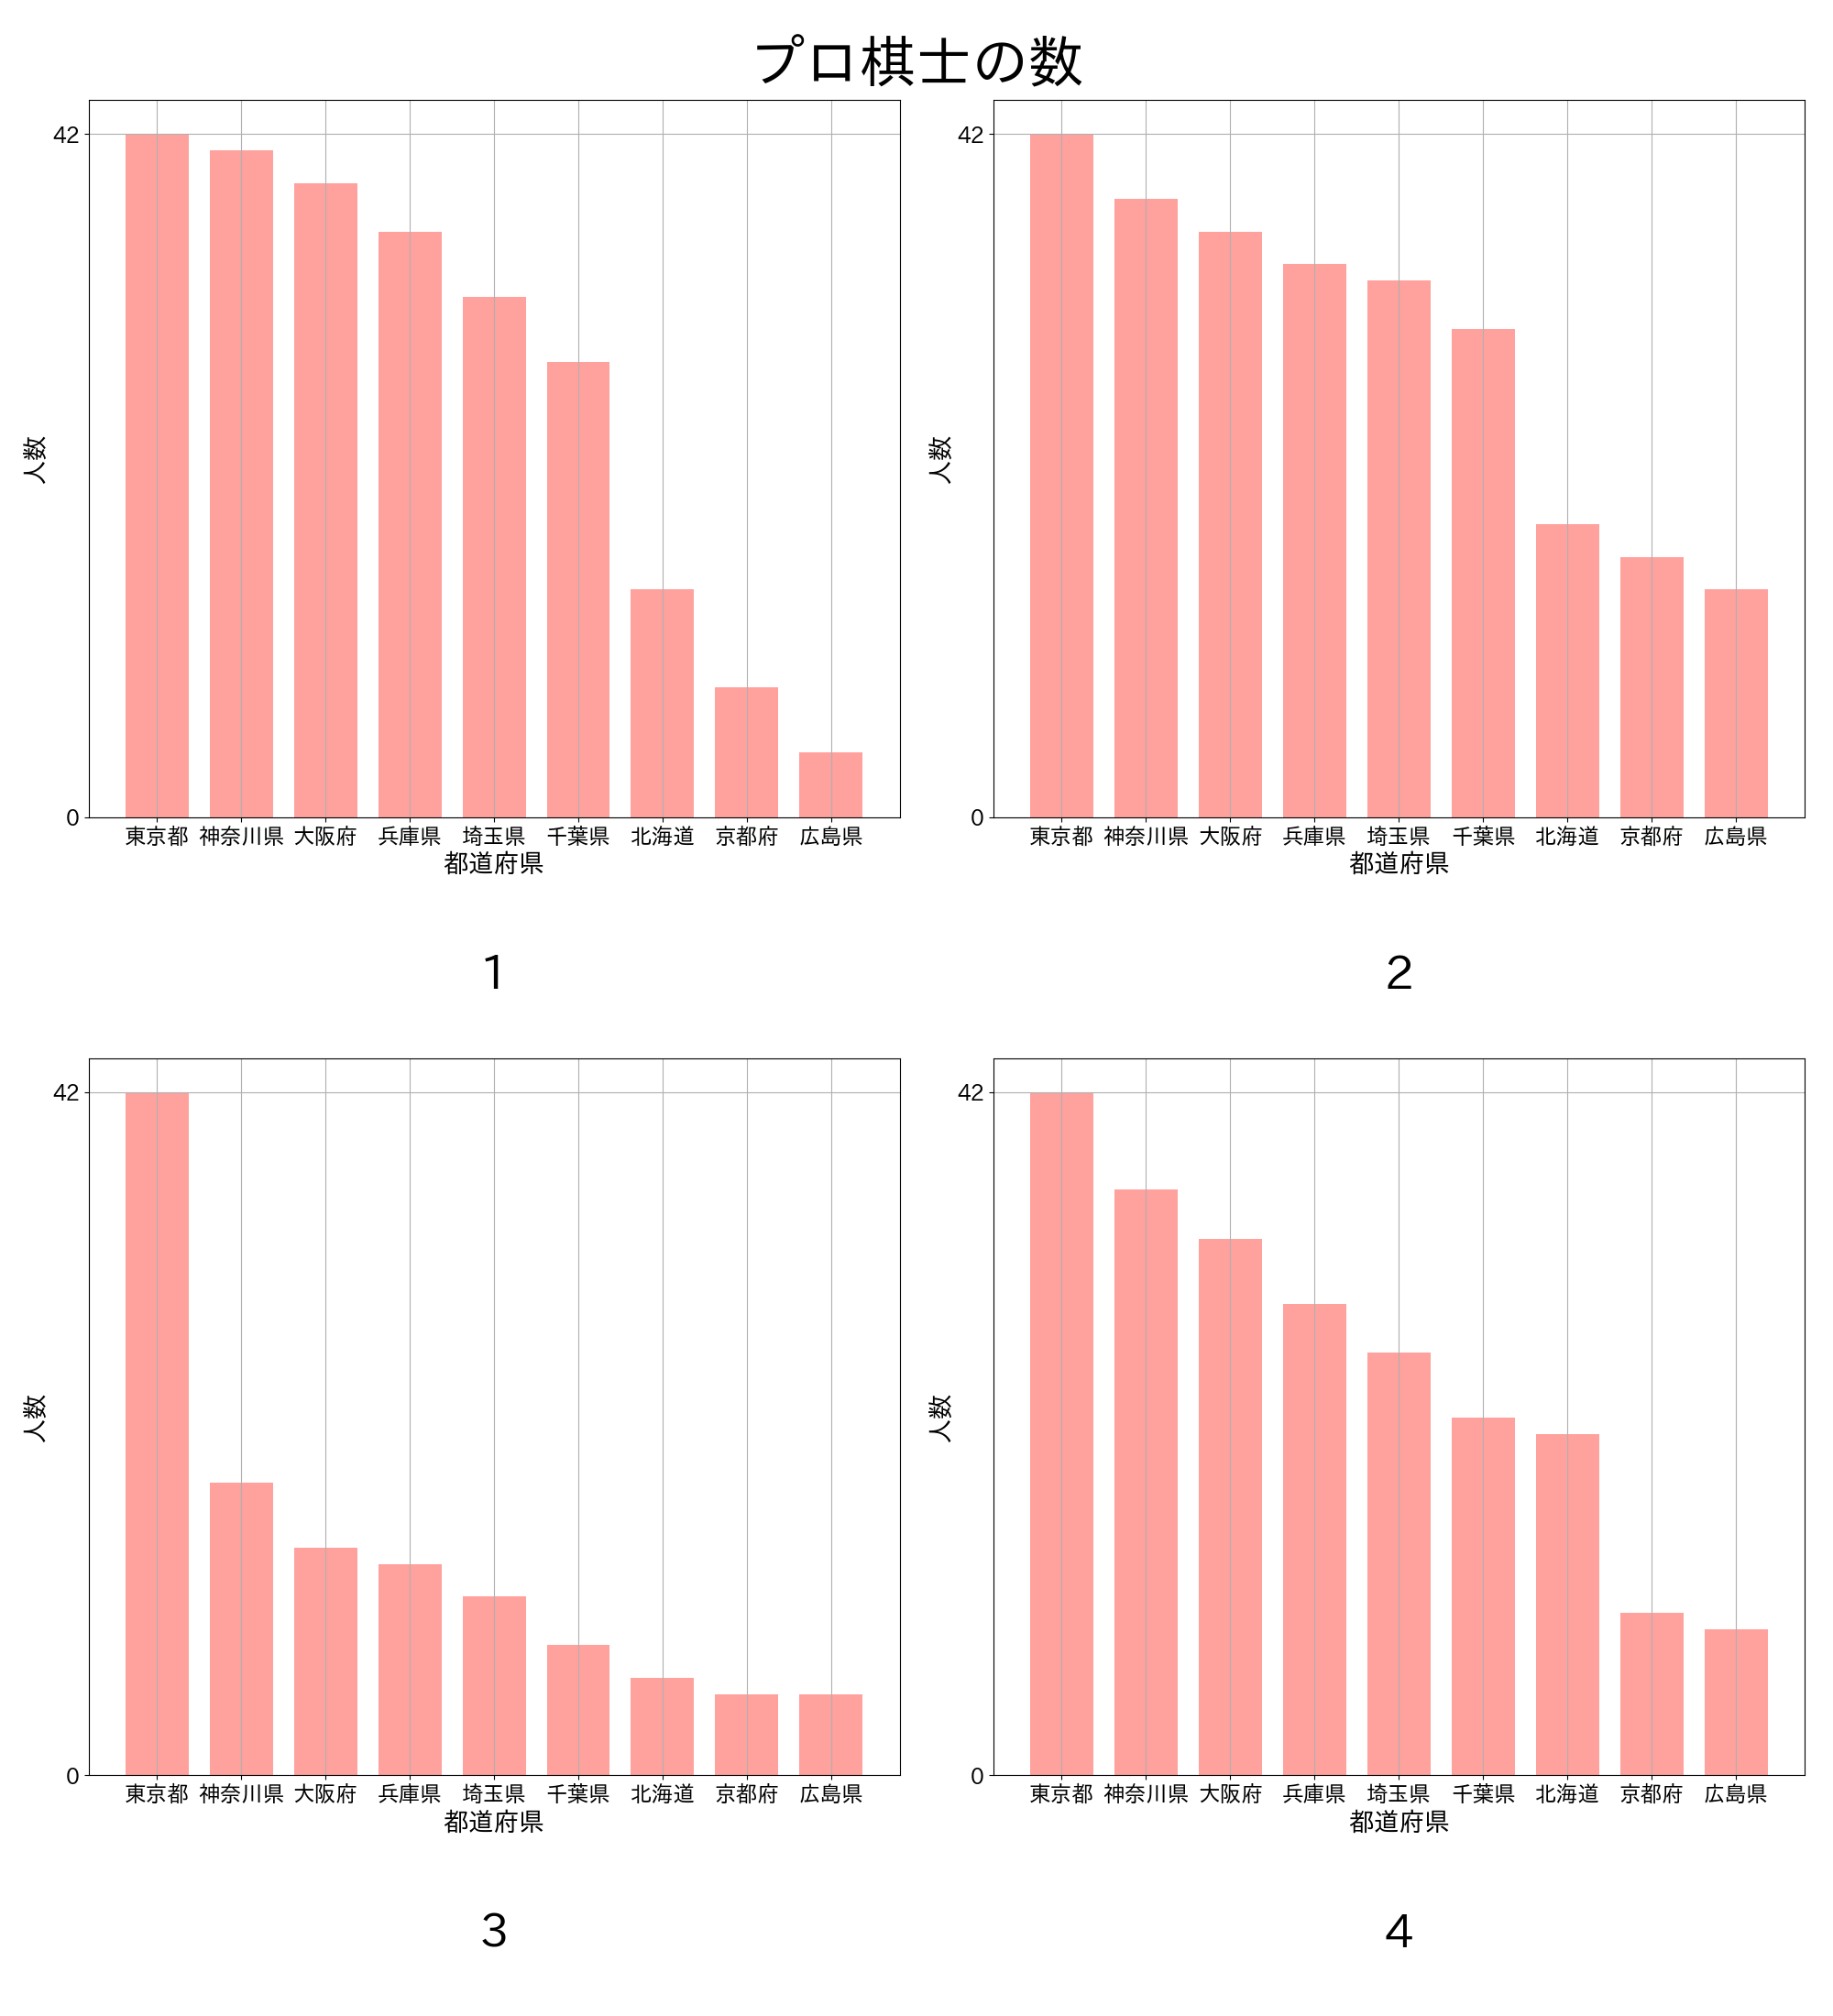 プロ棋士の数
42
0
人数
東京都 神奈川県 大阪府 兵庫県 埼玉県 千葉県 北海道 京都府 広島県
都道府県
1
42
0
人数
東京都 神奈川県 大阪府 兵庫県 埼玉県 千葉県 北海道 京都府 広島県
都道府県
2
42
0
人数
東京都 神奈川県 大阪府 兵庫県 埼玉県 千葉県 北海道 京都府 広島県
都道府県
3
42
0
人数
東京都 神奈川県 大阪府 兵庫県 埼玉県 千葉県 北海道 京都府 広島県
都道府県
4